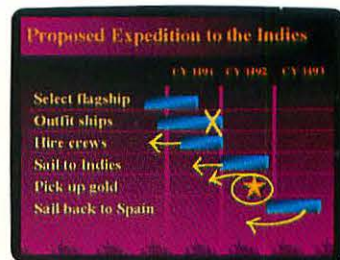 Proposed Expedition to the Indies
CY 1491 CY 1492 CY 1493
Select flagship
Outfit ships
Hire crews
Sail to Indies
Pick up gold
Sail back to Spain